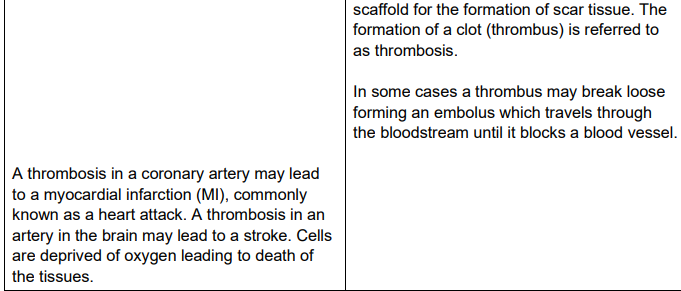 scaffold for the formation of scar tissue. The
formation of a clot (thrombus) is referred to
as thrombosis.
In some cases a thrombus may break loose
forming an embolus which travels through
the bloodstream until it blocks a blood vessel.
A thrombosis in a coronary artery may lead
to a myocardial infarction (MI), commonly
known as a heart attack. A thrombosis in an
artery in the brain may lead to a stroke. Cells
are deprived of oxygen leading to death of
the tissues.